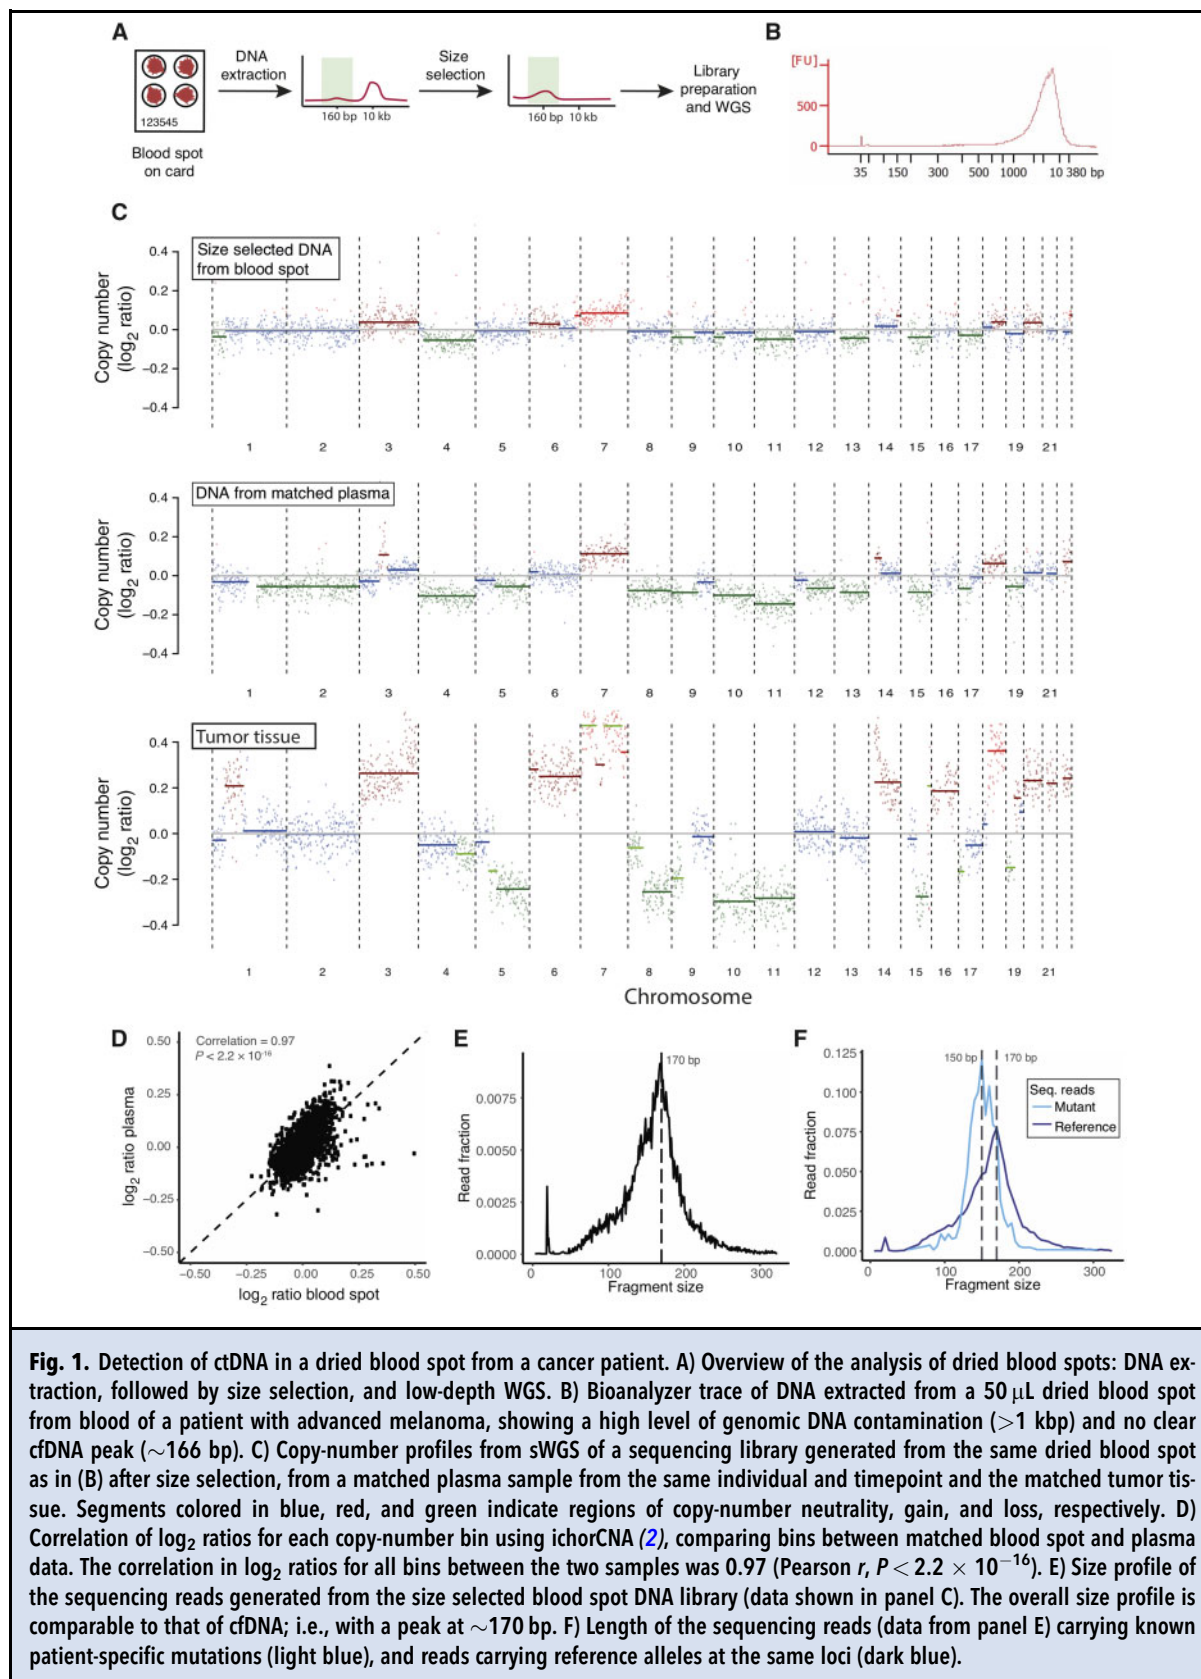 A
B
DNA
extraction
Size
selection
Library
preparation
and WGS
123545
160 bp 10 kb
160 bp 10 kb
Blood spot
on card
[FU]
500
0
35 150 300 500 1000 10 380 bp
C
Size selected DNA
from blood spot
Copy number
(log2 ratio)
0.4
0.2
0.0
−0.2
−0.4
1 2 3 4 5 6 7 8 9 10 11 12 13 14 15 16 17 19 21
DNA from matched plasma
Copy number
(log2 ratio)
0.4
0.2
0.0
−0.2
−0.4
1 2 3 4 5 6 7 8 9 10 11 12 13 14 15 16 17 19 21
Tumor tissue
Copy number
(log2 ratio)
0.4
0.2
0.0
−0.2
−0.4
1 2 3 4 5 6 7 8 9 10 11 12 13 14 15 16 17 19 21
Chromosome
D
Correlation = 0.97
P < 2.2 × 10-16
log2 ratio plasma
0.50
0.25
0.00
−0.25
−0.50
−0.50 −0.25 0.00 0.25 0.50
log2 ratio blood spot
E
170 bp
Read fraction
0.0075
0.0050
0.0025
0.0000
0 100 200 300
Fragment size
F
150 bp 170 bp
Seq. reads
Mutant
Reference
Read fraction
0.125
0.100
0.075
0.050
0.025
0.000
0 100 200 300
Fragment size
Fig. 1. Detection of ctDNA in a dried blood spot from a cancer patient. A) Overview of the analysis of dried blood spots: DNA ex-
traction, followed by size selection, and low-depth WGS. B) Bioanalyzer trace of DNA extracted from a 50 μL dried blood spot
from blood of a patient with advanced melanoma, showing a high level of genomic DNA contamination (>1 kbp) and no clear
cfDNA peak (∼166 bp). C) Copy-number profiles from sWGS of a sequencing library generated from the same dried blood spot
as in (B) after size selection, from a matched plasma sample from the same individual and timepoint and the matched tumor tis-
sue. Segments colored in blue, red, and green indicate regions of copy-number neutrality, gain, and loss, respectively. D)
Correlation of log2 ratios for each copy-number bin using ichorCNA (2), comparing bins between matched blood spot and plasma
data. The correlation in log2 ratios for all bins between the two samples was 0.97 (Pearson r, P < 2.2 × 10−16). E) Size profile of
the sequencing reads generated from the size selected blood spot DNA library (data shown in panel C). The overall size profile is
comparable to that of cfDNA; i.e., with a peak at ∼170 bp. F) Length of the sequencing reads (data from panel E) carrying known
patient-specific mutations (light blue), and reads carrying reference alleles at the same loci (dark blue).